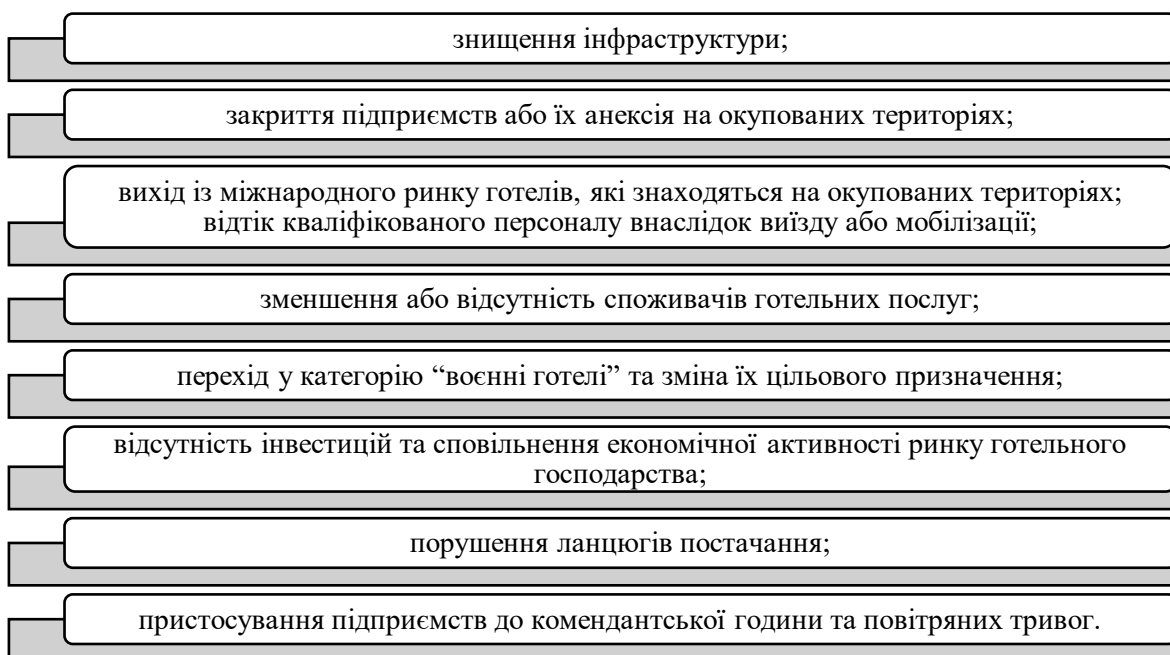 знищення інфраструктури;
закриття підприємств або їх анексія на окупованих територіях;
вихід із міжнародного ринку готелів, які знаходяться на окупованих територіях;
відтік кваліфікованого персоналу внаслідок виїзду або мобілізації;
зменшення або відсутність споживачів готельних послуг;
перехід у категорію “воєнні готелі” та зміна їх цільового призначення;
відсутність інвестицій та сповільнення економічної активності ринку готельного
господарства;
порушення ланцюгів постачання;
пристосування підприємств до комендантської години та повітряних тривог.